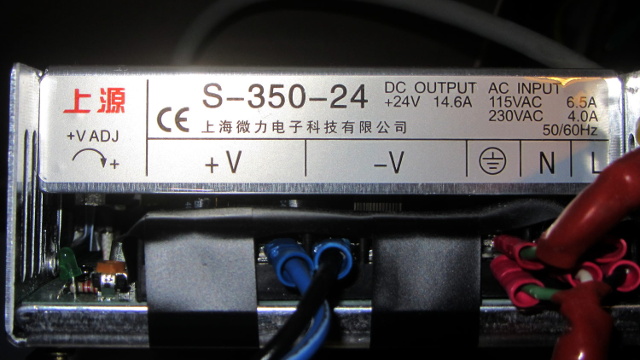 上源
+V ADJ
+
CE
S-350-24
上海微力电子科技有限公司
DC OUTPUT
+24V 14.6A
AC INPUT
115VAC 6.5A
230VAC 4.0A
50/60Hz
+V
-V
N
L